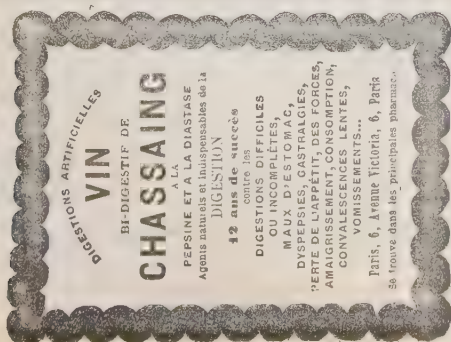 DIGESTIONS ARTIFICIELLES
VIN
BI-DIGESTIF DE
CHASSAING
A LA
PEPSINE ET A LA DIASTASE
Agents naturels et indispensables de la
DIGESTION
12 ans de succès
contre les
DIGESTIONS DIFFICILES
OU INCOMPLÈTES,
MAUX D'ESTOMAC,
DYSPEPSIES, GASTRALGIES,
PERTE DE L'APPÉTIT, DES FORCES,
AMAIGRISSEMENT, CONSOMPTION,
CONVALESCENCES LENTES,
VOMISSEMENTS...
Paris, 6, Avenue Victoria, 6, Paris
Se trouve dans les principales pharmac..